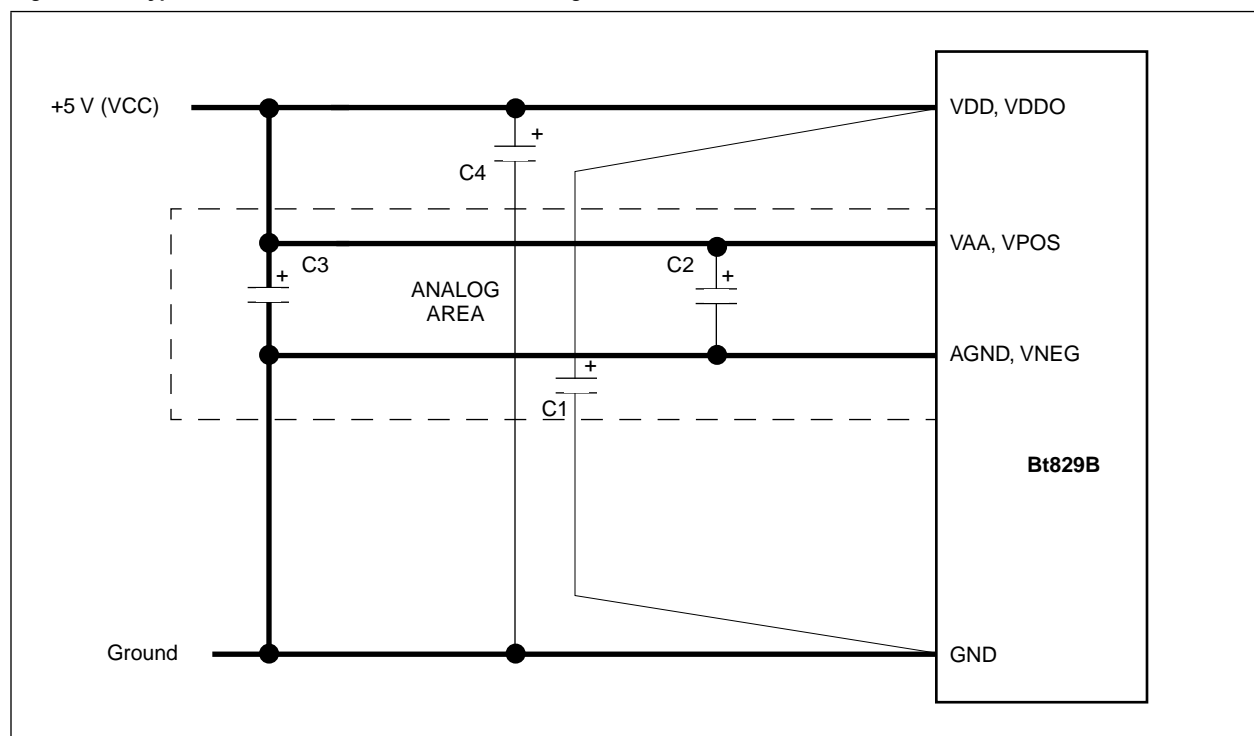 +5 V (VCC)
VDD, VDDO
+
C4
VAA, VPOS
C3
C2
+
+
ANALOG
AREA
AGND, VNEG
+
C1
Bt829B
Ground
GND